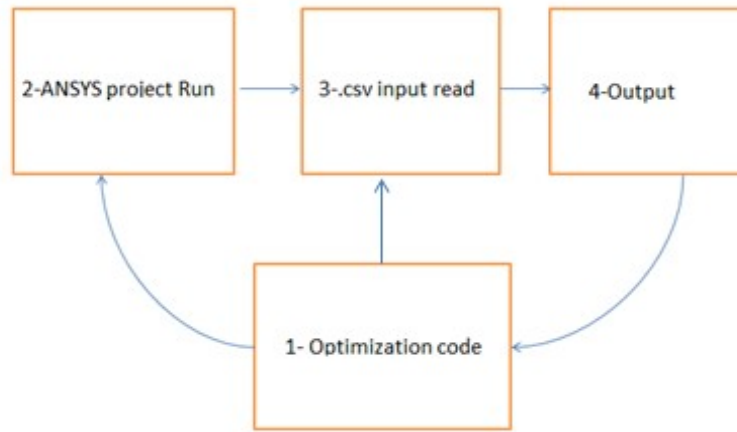 2-ANSYS project Run
3-.csv input read
4-Output
1- Optimization code